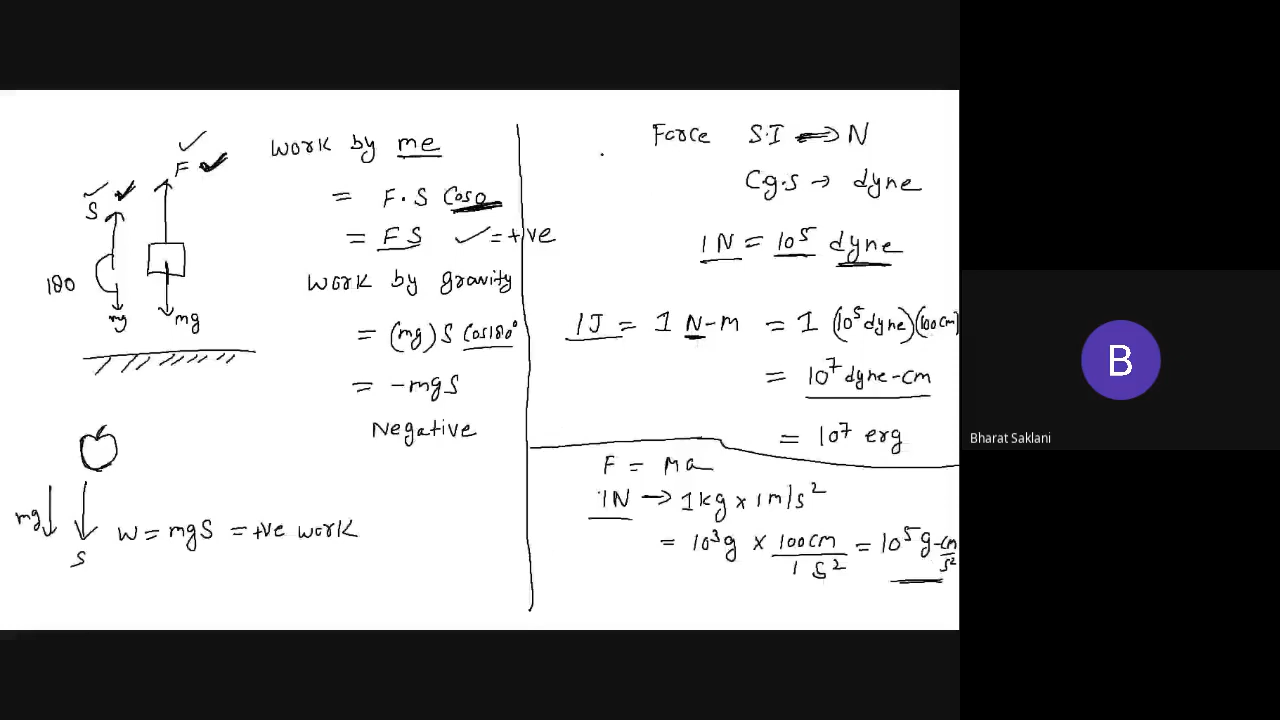 Work by me
= F·S Cos0
= FS ✓ = +ve
Work by gravity
= (mg) S Cos180°
= -mgS
Negative
F
S
180
mg
mg
mg
S
W = mgS = +ve work
Force S.I ⟹ N
C.g.s → dyne
1N = 10⁵ dyne
1J = 1 N-m = 1 (10⁵ dyne)(100cm)
= 10⁷ dyne-cm
= 10⁷ erg
F = ma
1N → 1kg × 1m/s²
= 10³g × 100cm/1 S² = 10⁵ g-cm/s²
B
Bharat Saklani